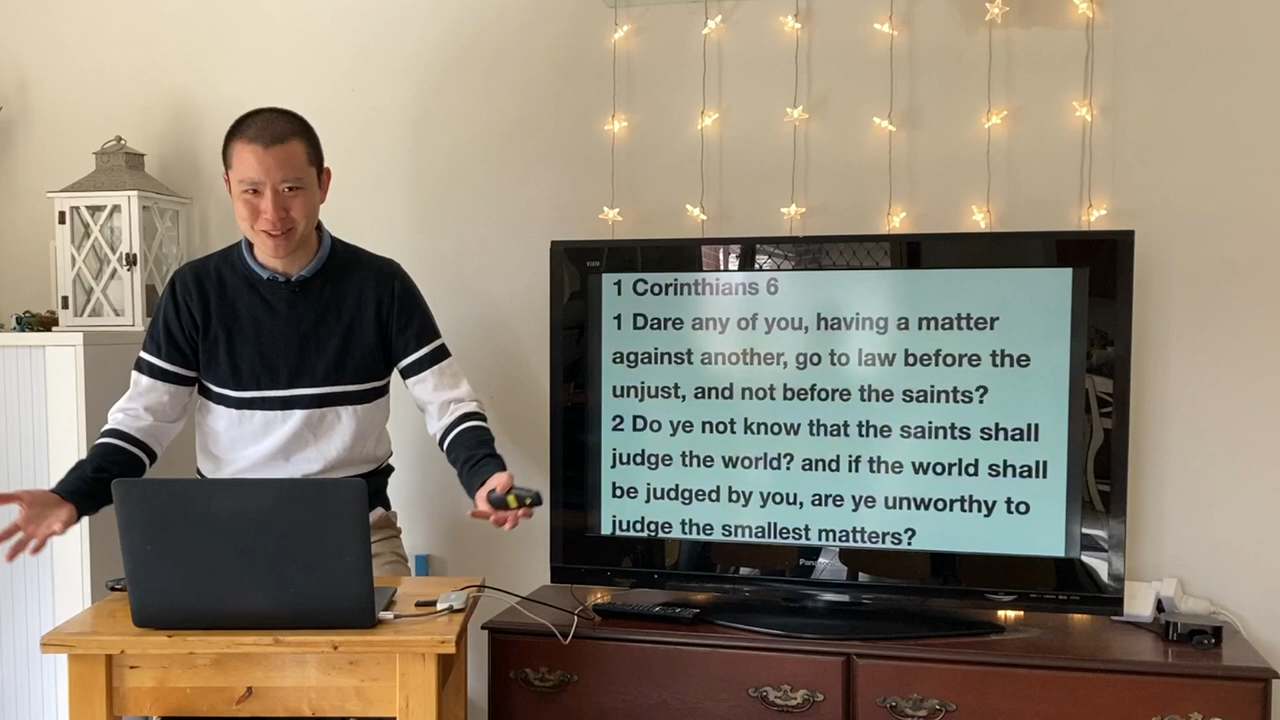 1 Corinthians 6
1 Dare any of you, having a matter
against another, go to law before the
unjust, and not before the saints?
2 Do ye not know that the saints shall
judge the world? and if the world shall
be judged by you, are ye unworthy to
judge the smallest matters?